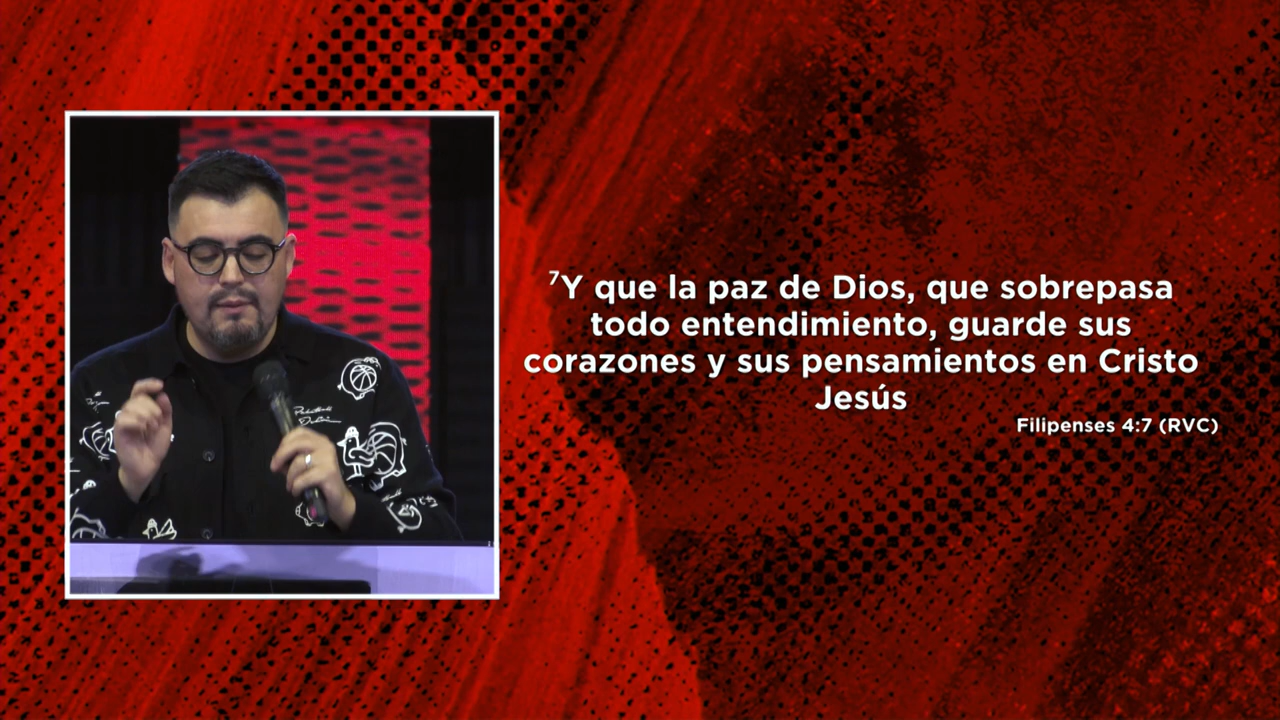 ⁷Y que la paz de Dios, que sobrepasa
todo entendimiento, guarde sus
corazones y sus pensamientos en Cristo
Jesús
Filipenses 4:7 (RVC)